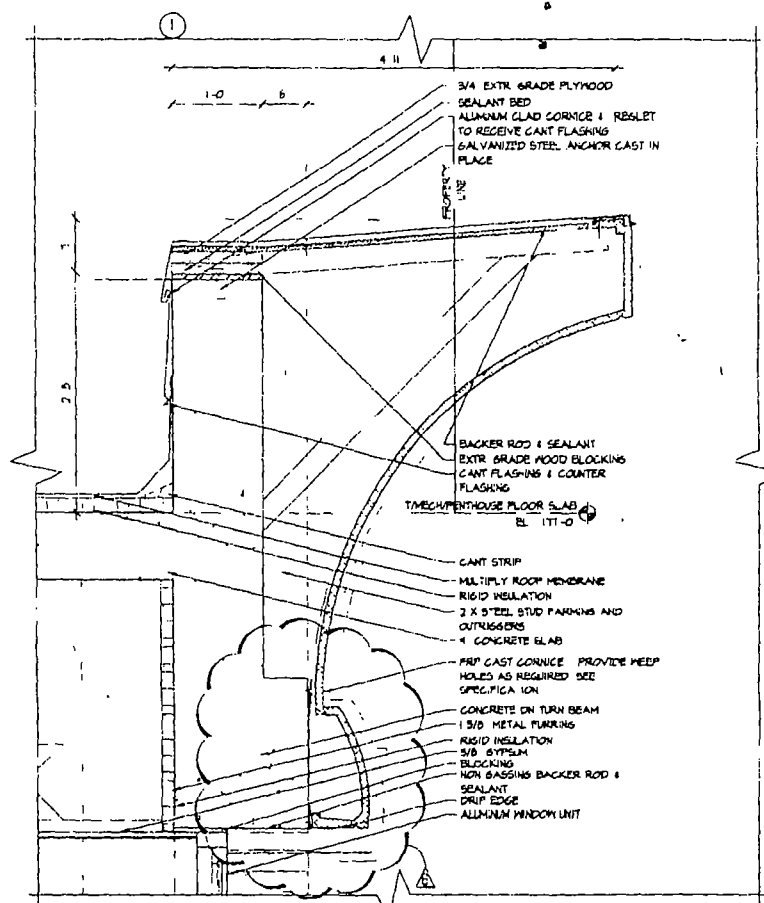 1
4 11
1-0
6
3/4 EXTR GRADE PLYWOOD
SEALANT BED
ALUMINUM CLAD CORNICE & REGLET
TO RECEIVE CANT FLASHING
GALVANIZED STEEL ANCHOR CAST IN
PLACE
PROPERTY
LINE
7
2 3
BACKER ROD & SEALANT
EXTR GRADE WOOD BLOCKING
CANT FLASHING & COUNTER
FLASHING
T/MECH/PENTHOUSE FLOOR SLAB
EL 177-0
CANT STRIP
MULTIPLY ROOF MEMBRANE
RIGID INSULATION
2 X STEEL STUD FARMING AND
OUTRIGGERS
4 CONCRETE SLAB
FRP CAST CORNICE PROVIDE WEEP
HOLES AS REQUIRED SEE
SPECIFICA ION
CONCRETE DN TURN BEAM
1 5/8 METAL FURRING
RIGID INSULATION
5/8 GYPSUM
BLOCKING
NON GASSING BACKER ROD &
SEALANT
DRIP EDGE
ALUMINUM WINDOW UNIT